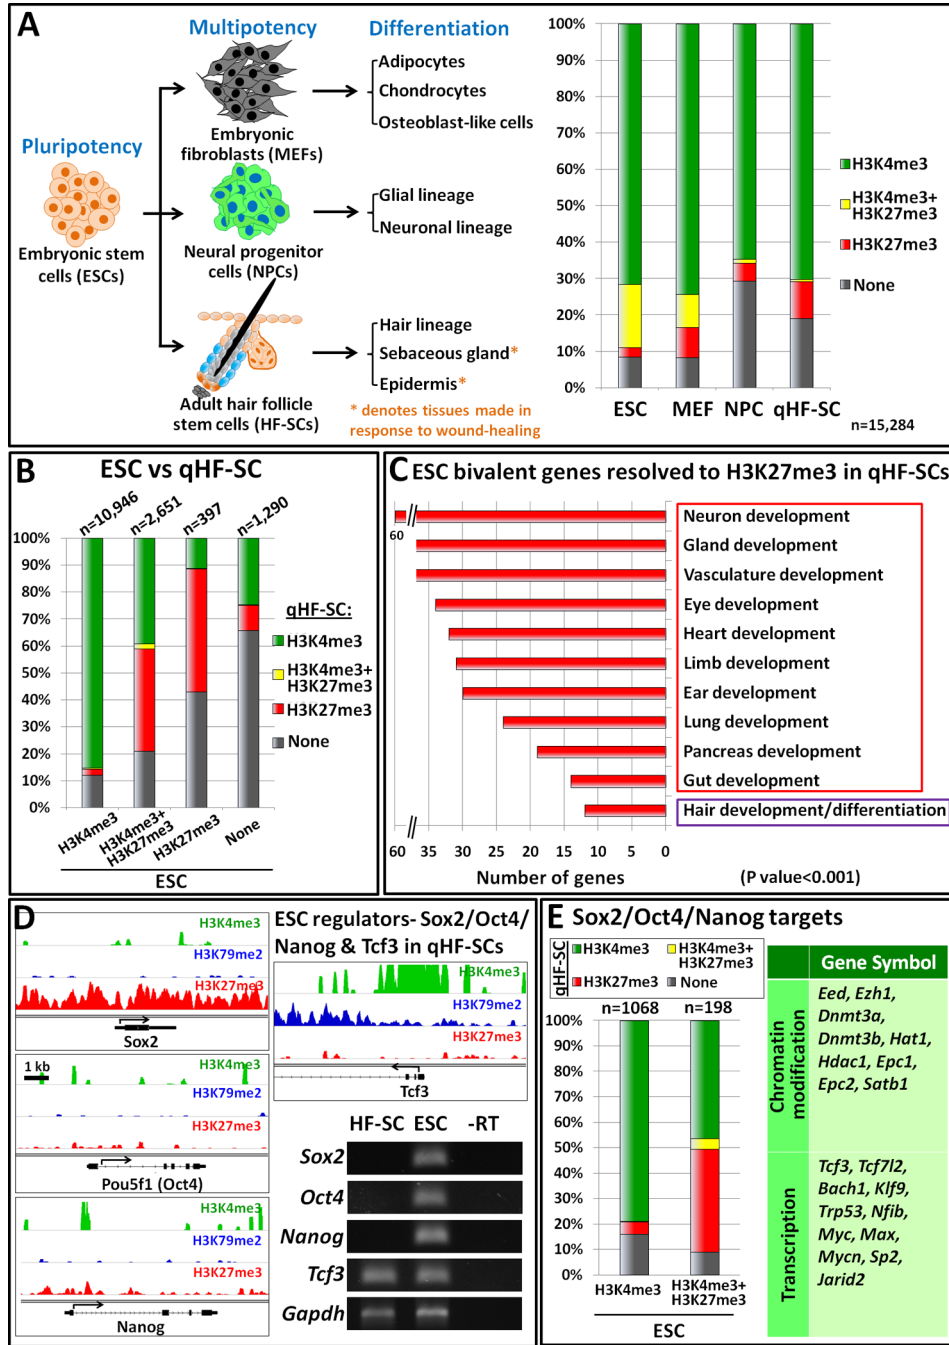 A
Multipotency
Differentiation
Pluripotency
Embryonic stem
cells (ESCs)
Embryonic
fibroblasts (MEFs)
Adipocytes
Chondrocytes
Osteoblast-like cells
Neural progenitor
cells (NPCs)
Glial lineage
Neuronal lineage
Adult hair follicle
stem cells (HF-SCs)
Hair lineage
Sebaceous gland*
Epidermis*
* denotes tissues made in
response to wound-healing
100%
90%
80%
70%
60%
50%
40%
30%
20%
10%
0%
ESC MEF NPC qHF-SC
n=15,284
H3K4me3
H3K4me3+
H3K27me3
H3K27me3
None
B
ESC vs qHF-SC
n=10,946
n=2,651
n=397
n=1,290
100%
90%
80%
70%
60%
50%
40%
30%
20%
10%
0%
qHF-SC:
H3K4me3
H3K4me3+
H3K27me3
H3K27me3
None
H3K4me3
H3K4me3+
H3K27me3
H3K27me3
None
ESC
C ESC bivalent genes resolved to H3K27me3 in qHF-SCs
60
Neuron development
Gland development
Vasculature development
Eye development
Heart development
Limb development
Ear development
Lung development
Pancreas development
Gut development
Hair development/differentiation
60 35 30 25 20 15 10 5 0
Number of genes
(P value<0.001)
D
H3K4me3
H3K79me2
H3K27me3
Sox2
1 kb
H3K4me3
H3K79me2
H3K27me3
Pou5f1 (Oct4)
H3K4me3
H3K79me2
H3K27me3
Nanog
ESC regulators- Sox2/Oct4/
Nanog & Tcf3 in qHF-SCs
H3K4me3
H3K79me2
H3K27me3
Tcf3
HF-SC ESC -RT
Sox2
Oct4
Nanog
Tcf3
Gapdh
E Sox2/Oct4/Nanog targets
qHF-SC
H3K4me3
H3K4me3+
H3K27me3
H3K27me3
None
n=1068 n=198
100%
90%
80%
70%
60%
50%
40%
30%
20%
10%
0%
H3K4me3
H3K4me3+
H3K27me3
ESC
Gene Symbol
Chromatin
modification
Eed, Ezh1,
Dnmt3a,
Dnmt3b, Hat1,
Hdac1, Epc1,
Epc2, Satb1
Transcription
Tcf3, Tcf7l2,
Bach1, Klf9,
Trp53, Nfib,
Myc, Max,
Mycn, Sp2,
Jarid2